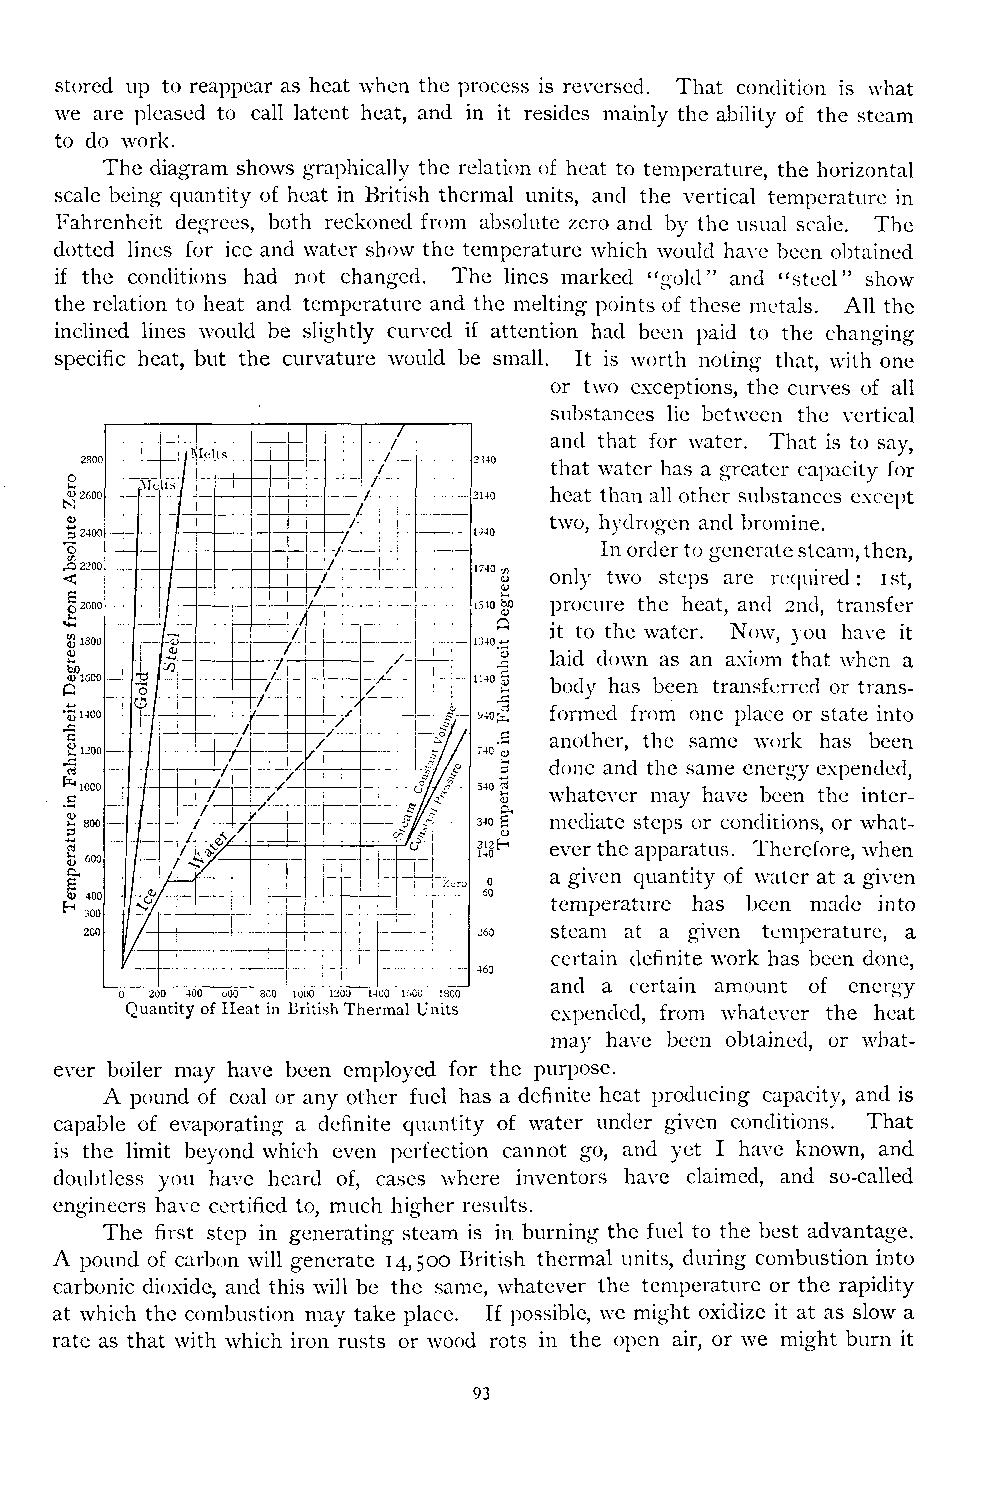 stored up to reappear as heat when the process is reversed. That condition is what
we are pleased to call latent heat, and in it resides mainly the ability of the steam
to do work.
The diagram shows graphically the relation of heat to temperature, the horizontal
scale being quantity of heat in British thermal units, and the vertical temperature in
Fahrenheit degrees, both reckoned from absolute zero and by the usual scale. The
dotted lines for ice and water show the temperature which would have been obtained
if the conditions had not changed. The lines marked “gold” and “steel” show
the relation to heat and temperature and the melting points of these metals. All the
inclined lines would be slightly curved if attention had been paid to the changing
specific heat, but the curvature would be small. It is worth noting that, with one
or two exceptions, the curves of all
substances lie between the vertical
and that for water. That is to say,
that water has a greater capacity for
heat than all other substances except
two, hydrogen and bromine.
In order to generate steam, then,
only two steps are required: 1st,
procure the heat, and 2nd, transfer
it to the water. Now, you have it
laid down as an axiom that when a
body has been transferred or trans-
formed from one place or state into
another, the same work has been
done and the same energy expended,
whatever may have been the inter-
mediate steps or conditions, or what-
ever the apparatus. Therefore, when
a given quantity of water at a given
temperature has been made into
steam at a given temperature, a
certain definite work has been done,
and a certain amount of energy
expended, from whatever the heat
may have been obtained, or what-
Temperature in Fahrenheit Degrees from Absolute Zero
2800
2600
2400
2200
2000
1800
1600
1400
1200
1000
800
600
400
300
200
Melts
Melts
Gold
Steel
Ice
Water
Steam Constant Volume
Constant Pressure
Zero
2340
2140
1940
1740
1540
1340
1140
940
740
540
340
212
140
0
60
260
460
Temperature in Fahrenheit Degrees
0 200 400 600 800 1000 1200 1400 1600 1800
Quantity of Heat in British Thermal Units
ever boiler may have been employed for the purpose.
A pound of coal or any other fuel has a definite heat producing capacity, and is
capable of evaporating a definite quantity of water under given conditions. That
is the limit beyond which even perfection cannot go, and yet I have known, and
doubtless you have heard of, cases where inventors have claimed, and so-called
engineers have certified to, much higher results.
The first step in generating steam is in burning the fuel to the best advantage.
A pound of carbon will generate 14,500 British thermal units, during combustion into
carbonic dioxide, and this will be the same, whatever the temperature or the rapidity
at which the combustion may take place. If possible, we might oxidize it at as slow a
rate as that with which iron rusts or wood rots in the open air, or we might burn it
93